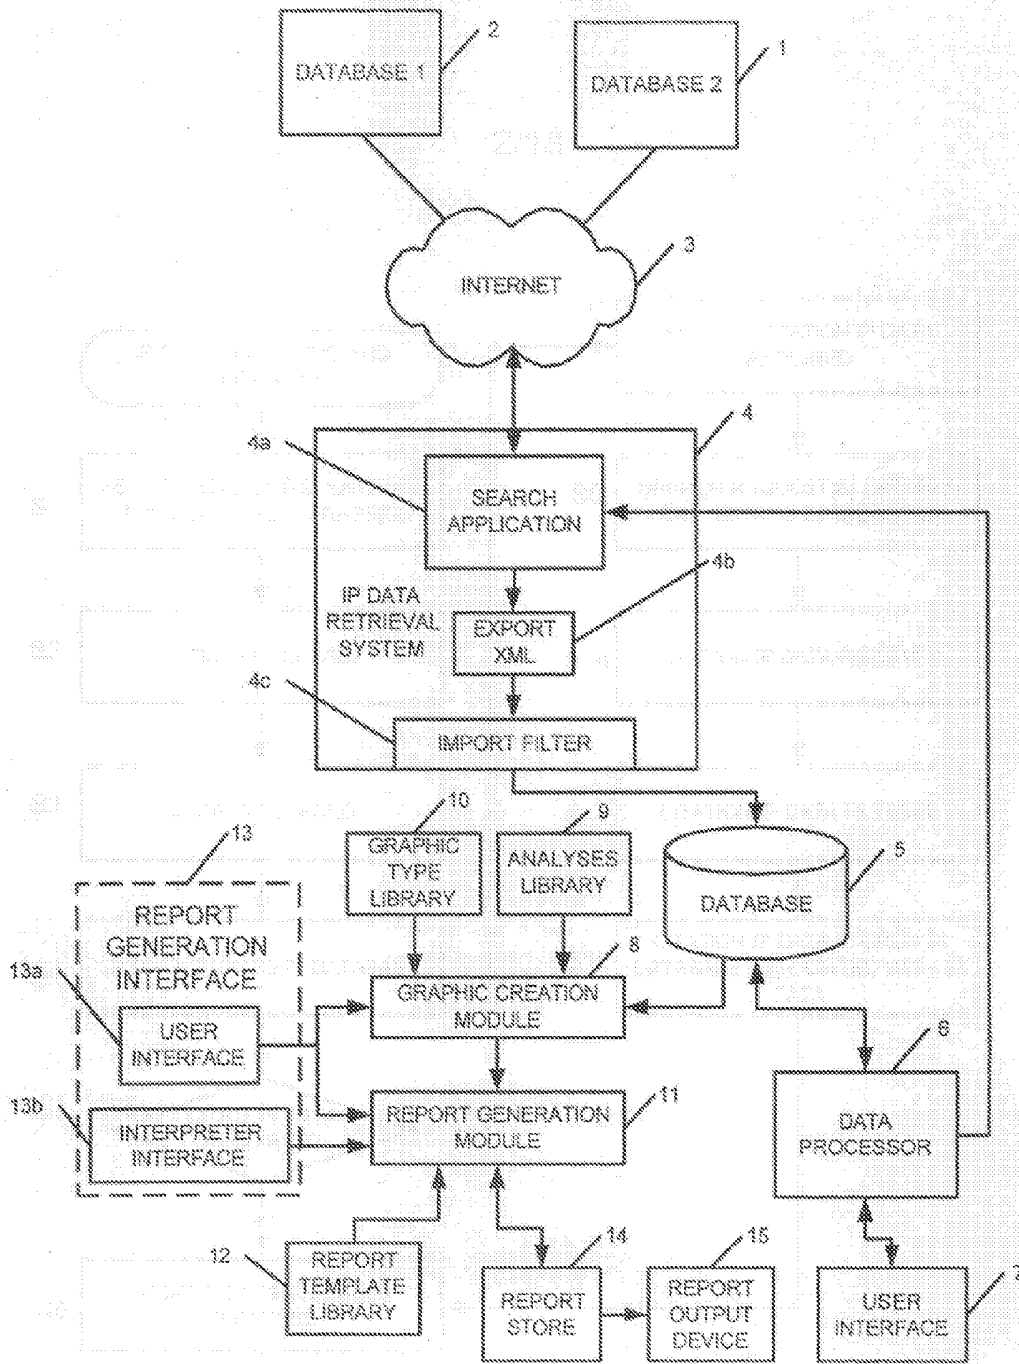 2
DATABASE 1
1
DATABASE 2
3
INTERNET
4
4a
SEARCH
APPLICATION
4b
IP DATA
RETRIEVAL
SYSTEM
EXPORT
XML
4c
IMPORT FILTER
10
GRAPHIC
TYPE
LIBRARY
9
ANALYSES
LIBRARY
5
DATABASE
13
REPORT
GENERATION
INTERFACE
8
GRAPHIC CREATION
MODULE
13a
USER
INTERFACE
6
DATA
PROCESSOR
13b
INTERPRETER
INTERFACE
11
REPORT GENERATION
MODULE
12
REPORT
TEMPLATE
LIBRARY
14
REPORT
STORE
15
REPORT
OUTPUT
DEVICE
7
USER
INTERFACE